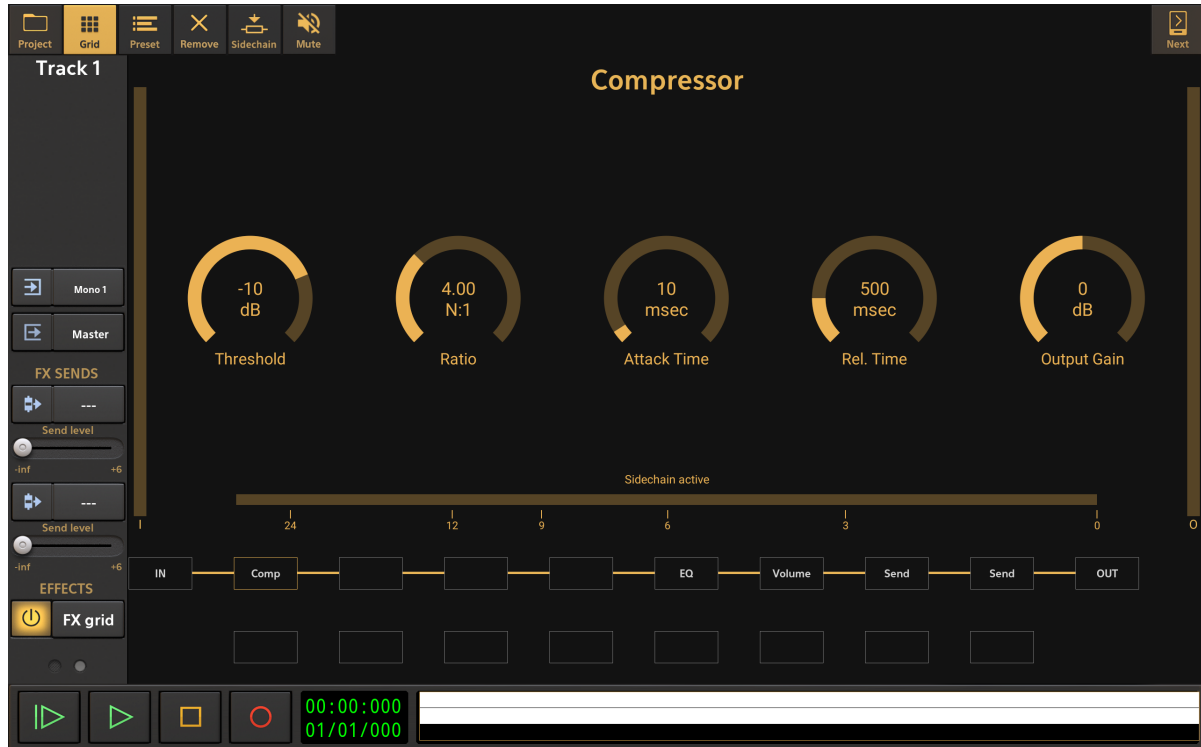 Project Grid Preset Remove Sidechain Mute Next
Track 1
Compressor
-10
dB
Threshold
4.00
N:1
Ratio
10
msec
Attack Time
500
msec
Rel. Time
0
dB
Output Gain
Mono 1
Master
FX SENDS
---
Send level
-inf +6
---
Send level
-inf +6
EFFECTS
FX grid
Sidechain active
I 24 12 9 6 3 0 O
IN Comp EQ Volume Send Send OUT
00:00:000
01/01/000